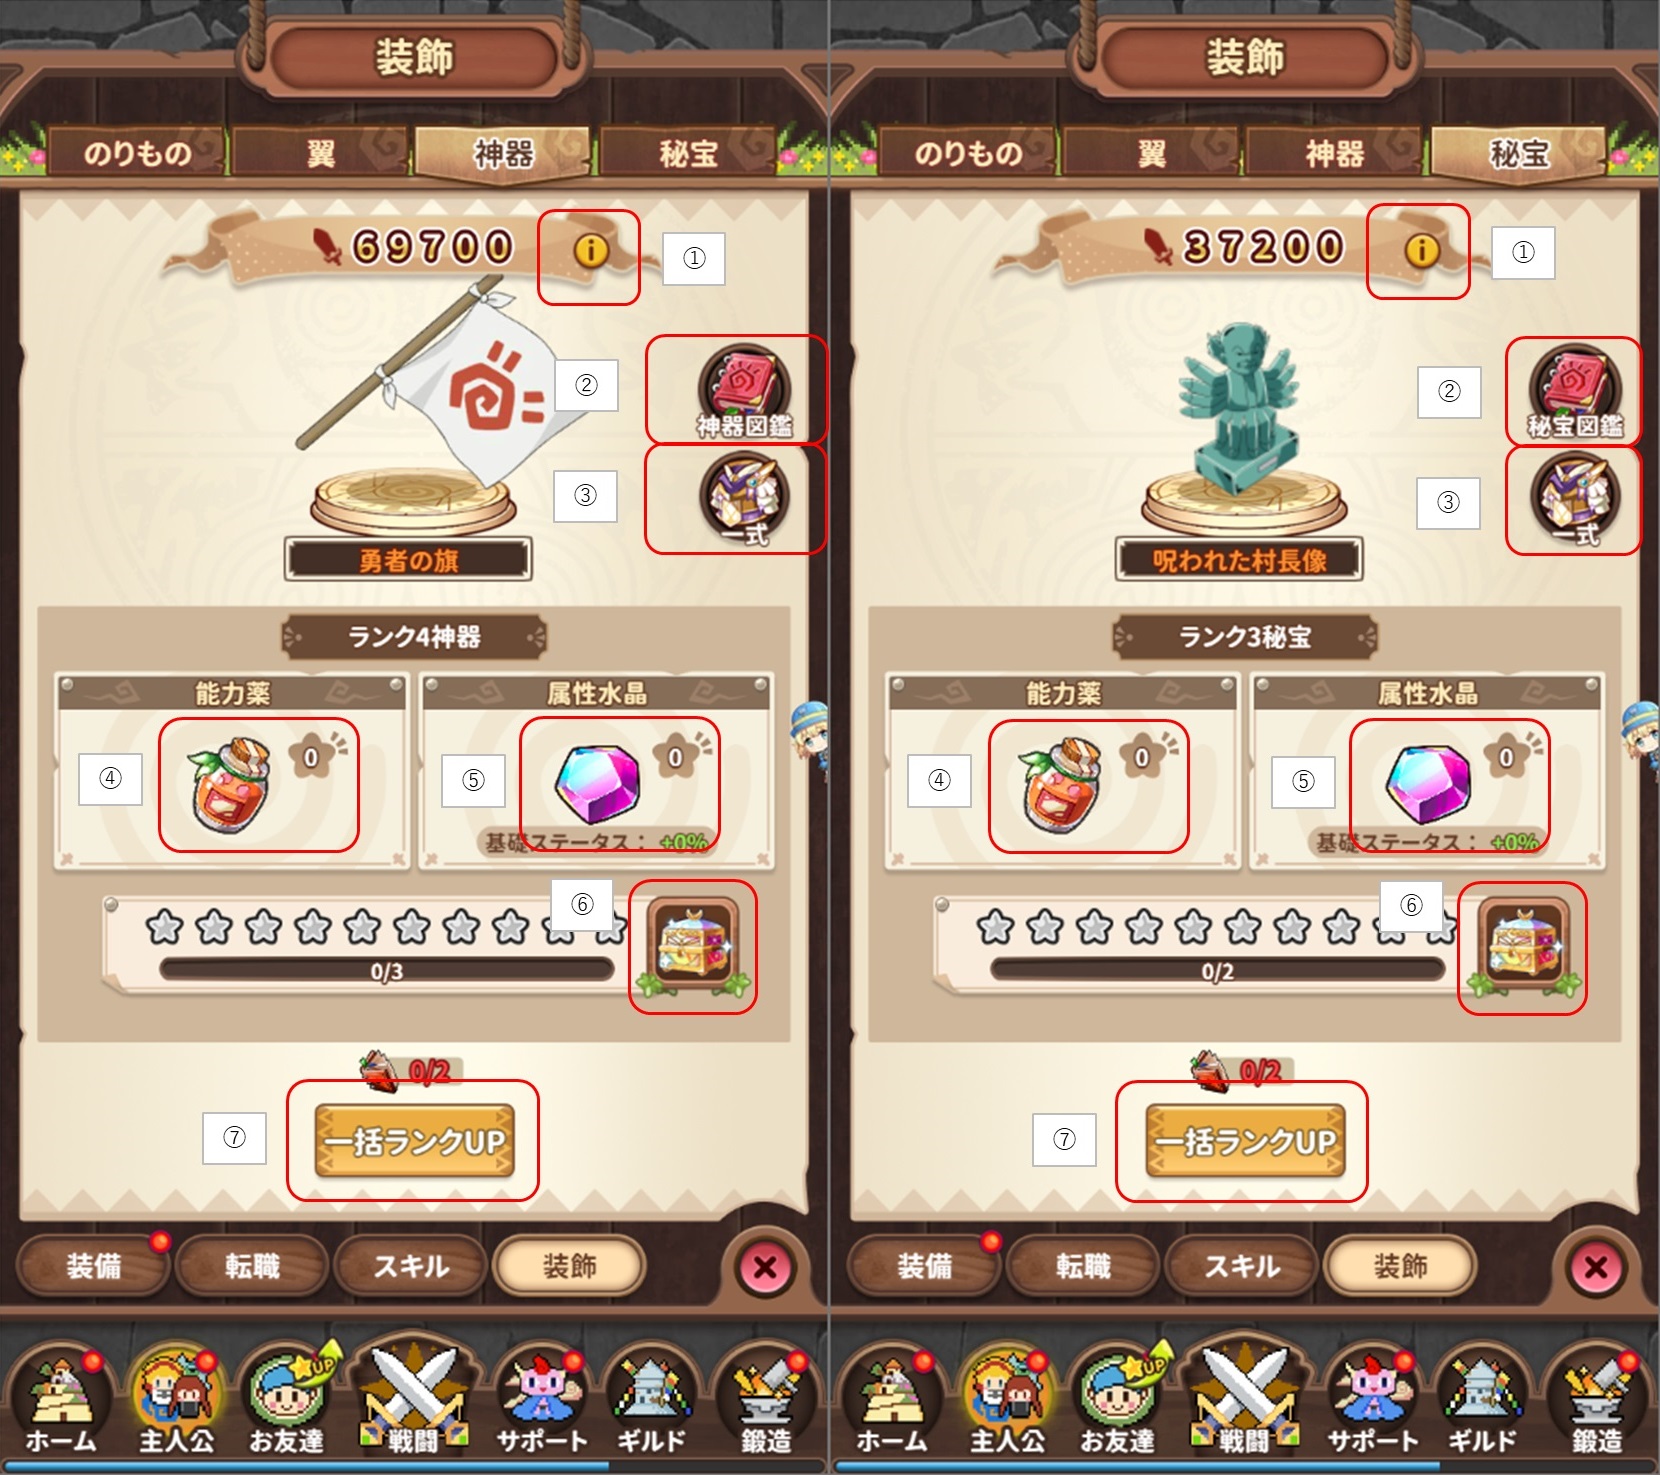 装飾
のりもの 翼 神器 秘宝
69700
①
②
神器図鑑
③
一式
勇者の旗
ランク4神器
能力薬
属性水晶
④
0
⑤
0
基礎ステータス： +0%
⑥
0/3
0/2
⑦
一括ランクUP
装備 転職 スキル 装飾
UP
ホーム 主人公 お友達 戦闘 サポート ギルド 鍛造
装飾
のりもの 翼 神器 秘宝
37200
①
②
秘宝図鑑
③
一式
呪われた村長像
ランク3秘宝
能力薬
属性水晶
④
0
⑤
0
基礎ステータス： +0%
⑥
0/2
0/2
⑦
一括ランクUP
装備 転職 スキル 装飾
UP
ホーム 主人公 お友達 戦闘 サポート ギルド 鍛造